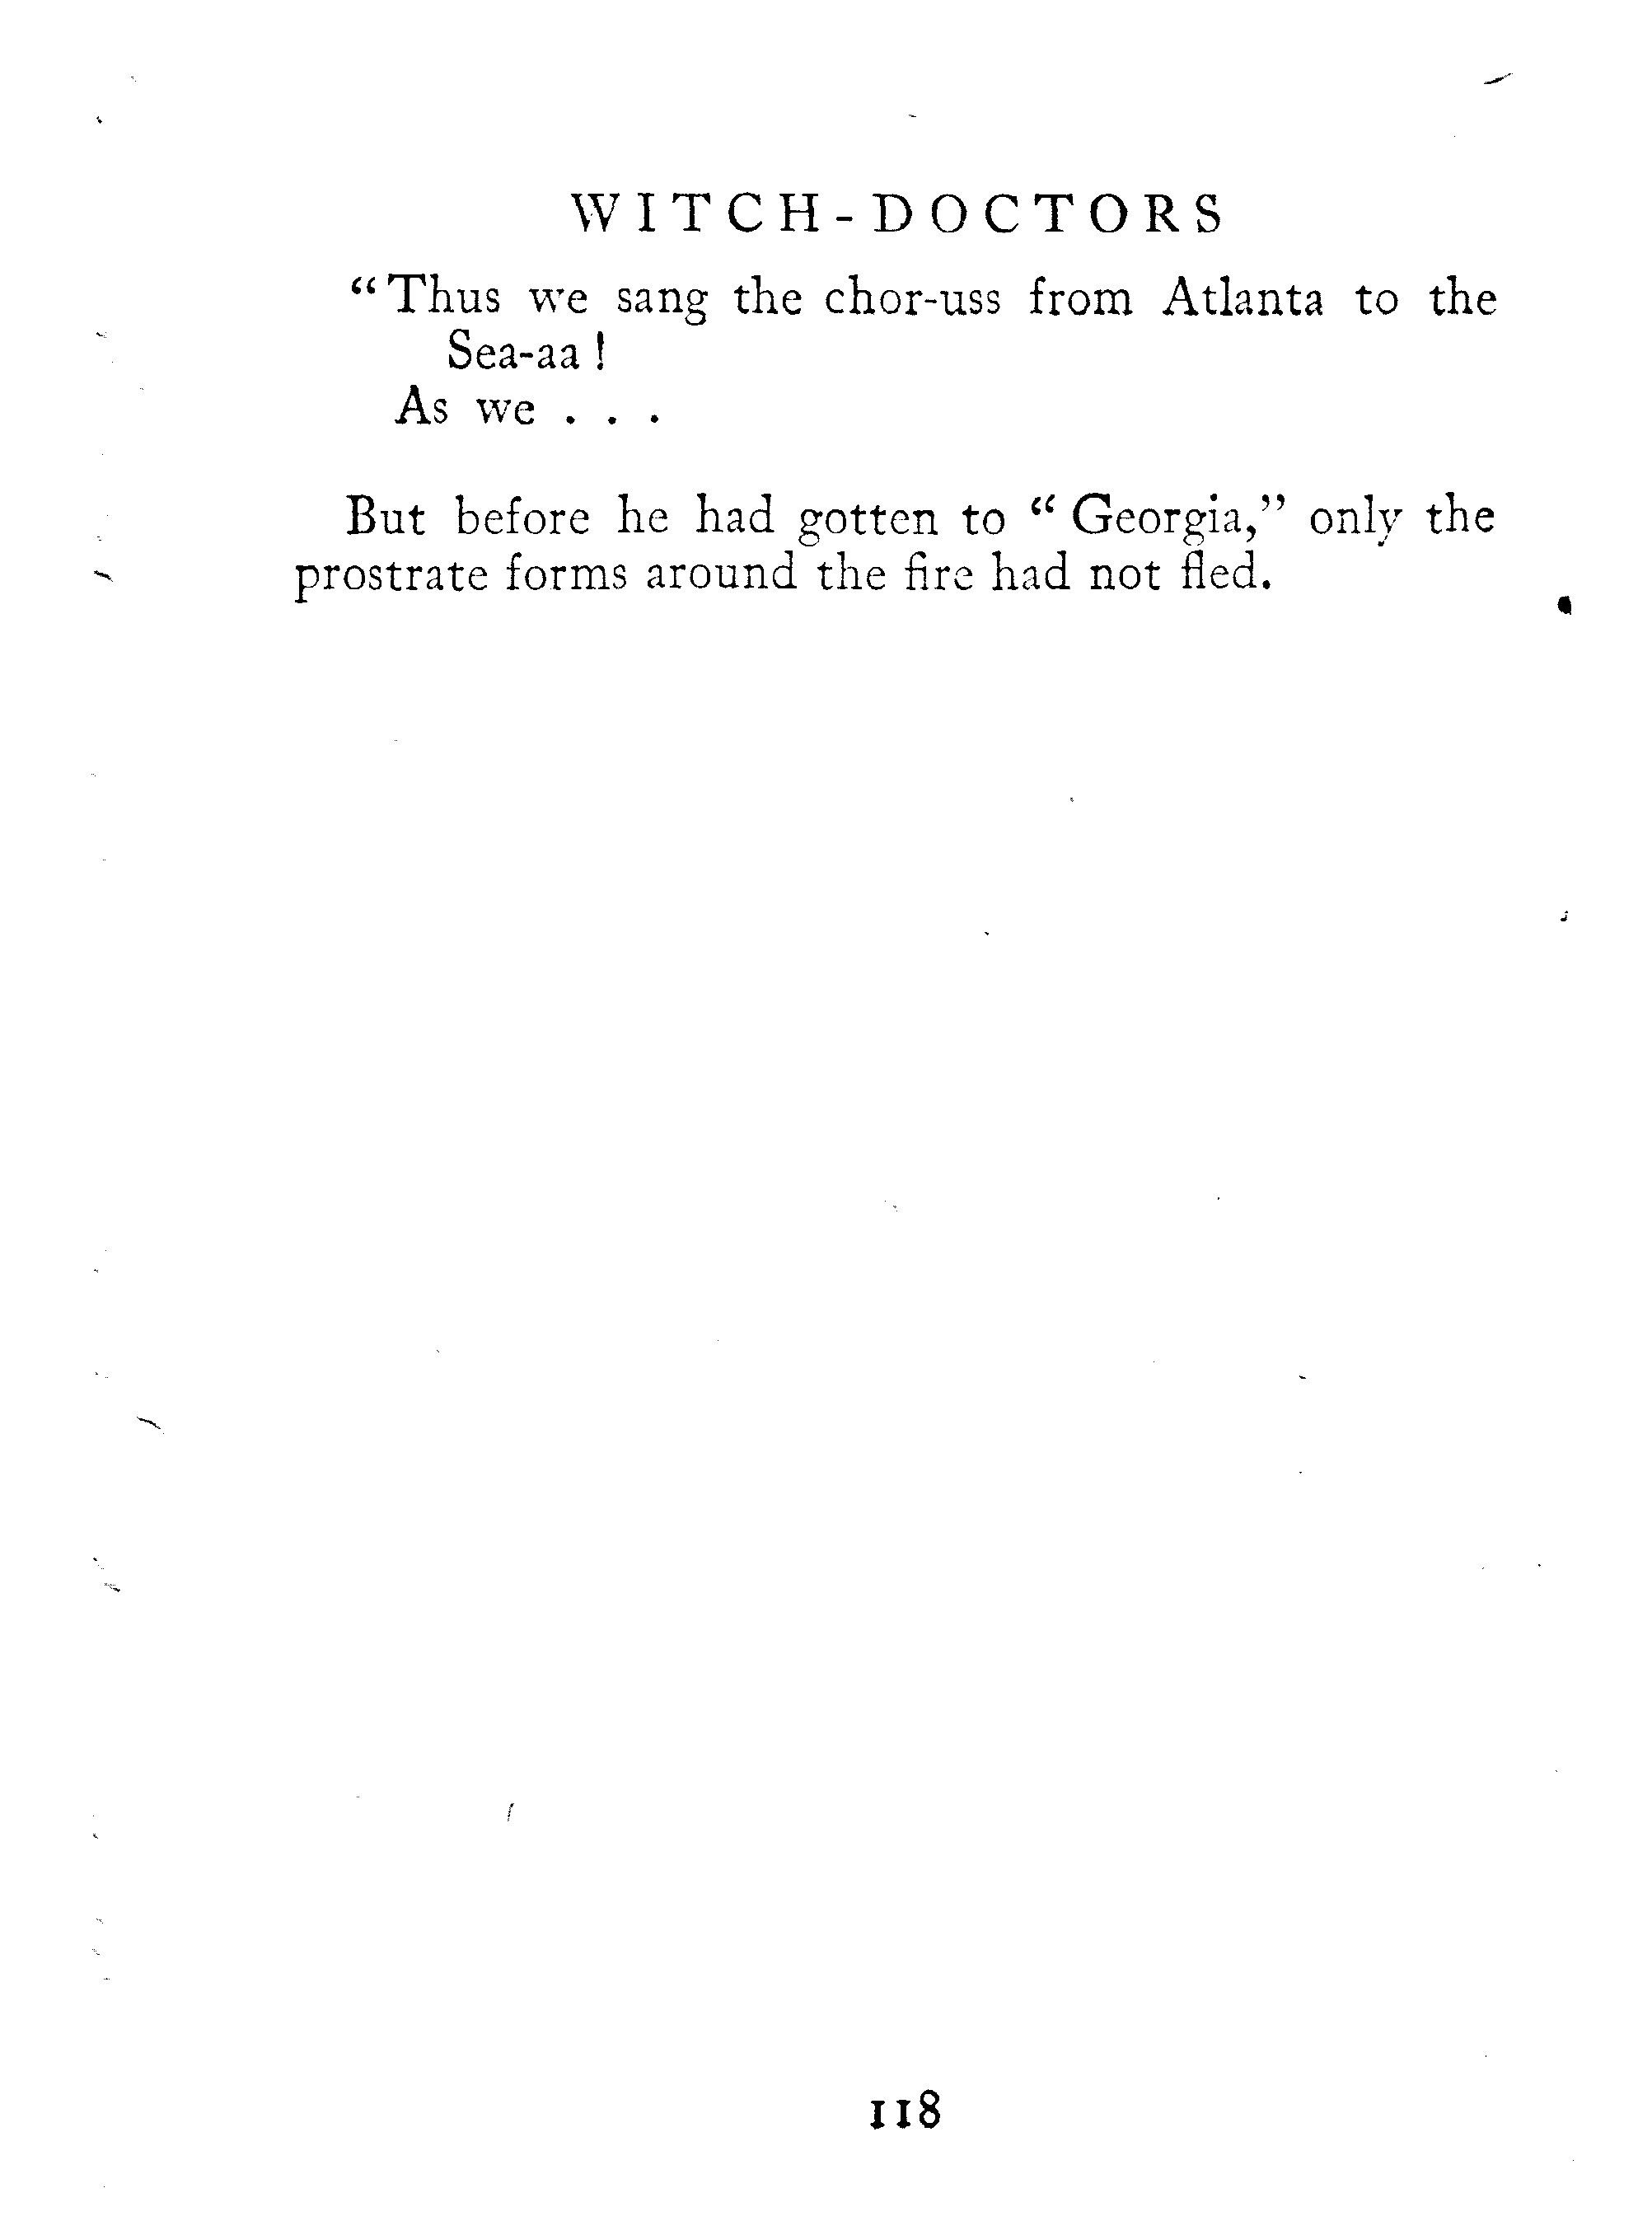 WITCH-DOCTORS
“Thus we sang the chor-uss from Atlanta to the
Sea-aa!
As we . . .
But before he had gotten to “Georgia,” only the
prostrate forms around the fire had not fled.
118